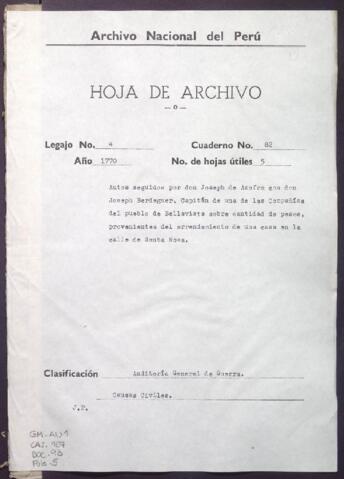 Archivo Nacional del Perú
HOJA DE ARCHIVO
— o —
Legajo No. 4 Cuaderno No. 82
Año 1770 No. de hojas útiles 5
Autos seguidos por don Joseph de Azofra con don
Joseph Berdeguer, Capitán de una de las Compañías
del pueblo de Bellavista sobre cantidad de pesos,
provenientes del arrendamiento de una casa en la
calle de Santa Rosa.
Clasificación Auditoría General de Guerra.
Causas Civiles.
GM-AU1
CAJ. 187
DOC. 93
Fols. 5